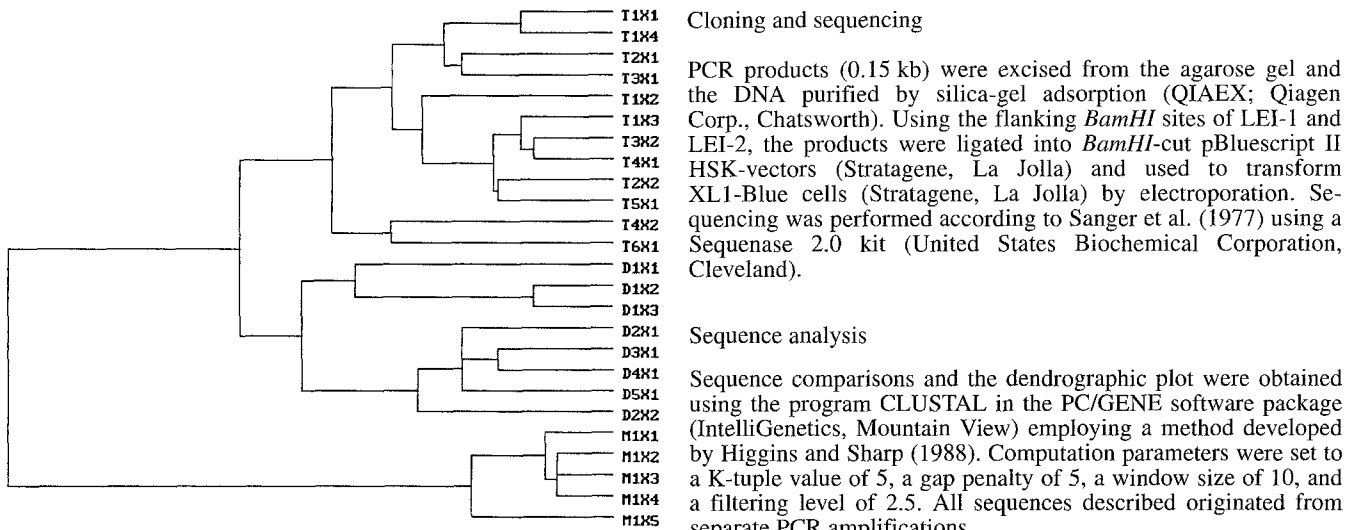 T1X1
T1X4
T2X1
T3X1
T1X2
T1X3
T3X2
T4X1
T2X2
T5X1
T4X2
T6X1
D1X1
D1X2
D1X3
D2X1
D3X1
D4X1
D5X1
D2X2
M1X1
M1X2
M1X3
M1X4
M1X5
Cloning and sequencing
PCR products (0.15 kb) were excised from the agarose gel and
the DNA purified by silica-gel adsorption (QIAEX; Qiagen
Corp., Chatsworth). Using the flanking BamHI sites of LEI-1 and
LEI-2, the products were ligated into BamHI-cut pBluescript II
HSK-vectors (Stratagene, La Jolla) and used to transform
XL1-Blue cells (Stratagene, La Jolla) by electroporation. Se-
quencing was performed according to Sanger et al. (1977) using a
Sequenase 2.0 kit (United States Biochemical Corporation,
Cleveland).
Sequence analysis
Sequence comparisons and the dendrographic plot were obtained
using the program CLUSTAL in the PC/GENE software package
(IntelliGenetics, Mountain View) employing a method developed
by Higgins and Sharp (1988). Computation parameters were set to
a K-tuple value of 5, a gap penalty of 5, a window size of 10, and
a filtering level of 2.5. All sequences described originated from
separate PCR amplifications.